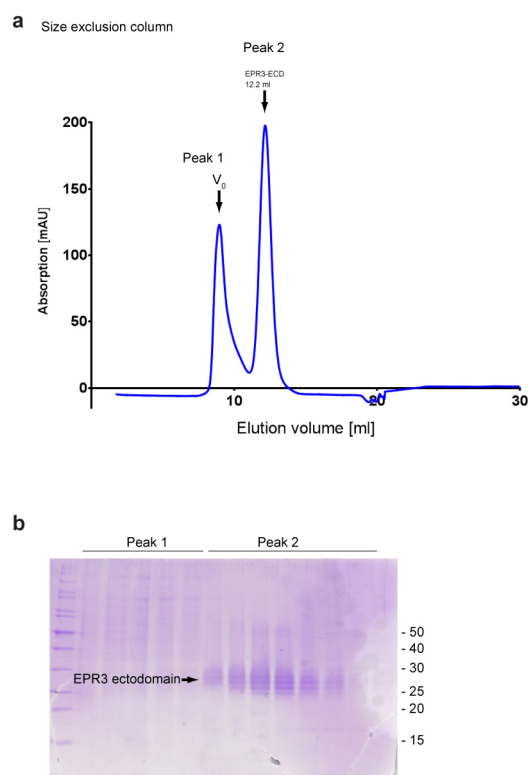 a Size exclusion column
Peak 2
EPR3-ECD
12.2 ml
Peak 1
V0
200
150
100
50
0
10
20
30
Absorption [mAU]
Elution volume [ml]
b
Peak 1
Peak 2
- 50
- 40
- 30
EPR3 ectodomain
- 25
- 20
- 15